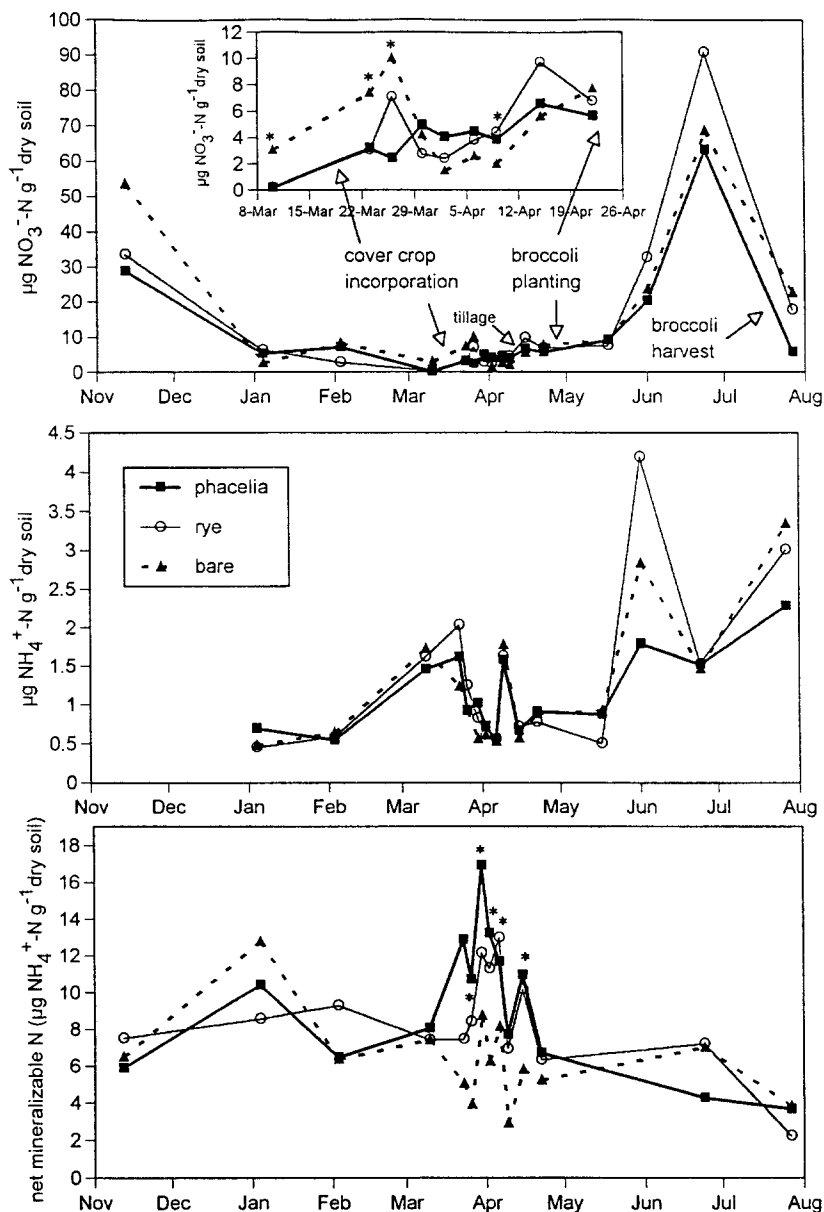 µg NO3⁻-N g⁻¹ dry soil
100
90
80
70
60
50
40
30
20
10
0
µg NO3⁻-N g⁻¹ dry soil
12
10
8
6
4
2
0
*
*
*
*
8-Mar 15-Mar 22-Mar 29-Mar 5-Apr 12-Apr 19-Apr 26-Apr
cover crop
incorporation
broccoli
planting
tillage
broccoli
harvest
Nov Dec Jan Feb Mar Apr May Jun Jul Aug
µg NH4⁺-N g⁻¹ dry soil
4.5
4
3.5
3
2.5
2
1.5
1
0.5
0
phacelia
rye
bare
Nov Dec Jan Feb Mar Apr May Jun Jul Aug
net mineralizable N (µg NH4⁺-N g⁻¹ dry soil)
18
16
14
12
10
8
6
4
2
0
*
*
*
*
*
Nov Dec Jan Feb Mar Apr May Jun Jul Aug